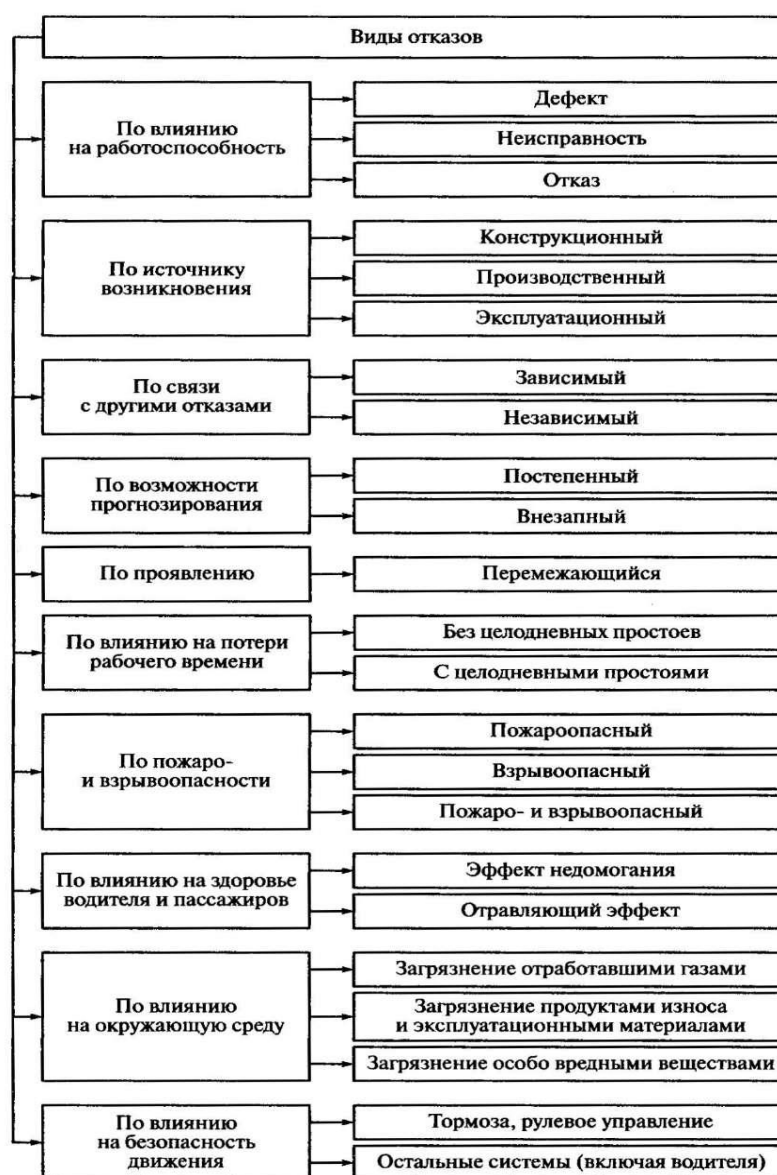 Виды отказов
По влиянию
на работоспособность
Дефект
Неисправность
Отказ
По источнику
возникновения
Конструкционный
Производственный
Эксплуатационный
По связи
с другими отказами
Зависимый
Независимый
По возможности
прогнозирования
Постепенный
Внезапный
По проявлению
Перемежающийся
По влиянию на потери
рабочего времени
Без целодневных простоев
С целодневными простоями
По пожаро-
и взрывоопасности
Пожароопасный
Взрывоопасный
Пожаро- и взрывоопасный
По влиянию на здоровье
водителя и пассажиров
Эффект недомогания
Отравляющий эффект
По влиянию
на окружающую среду
Загрязнение отработавшими газами
Загрязнение продуктами износа
и эксплуатационными материалами
Загрязнение особо вредными веществами
По влиянию
на безопасность
движения
Тормоза, рулевое управление
Остальные системы (включая водителя)